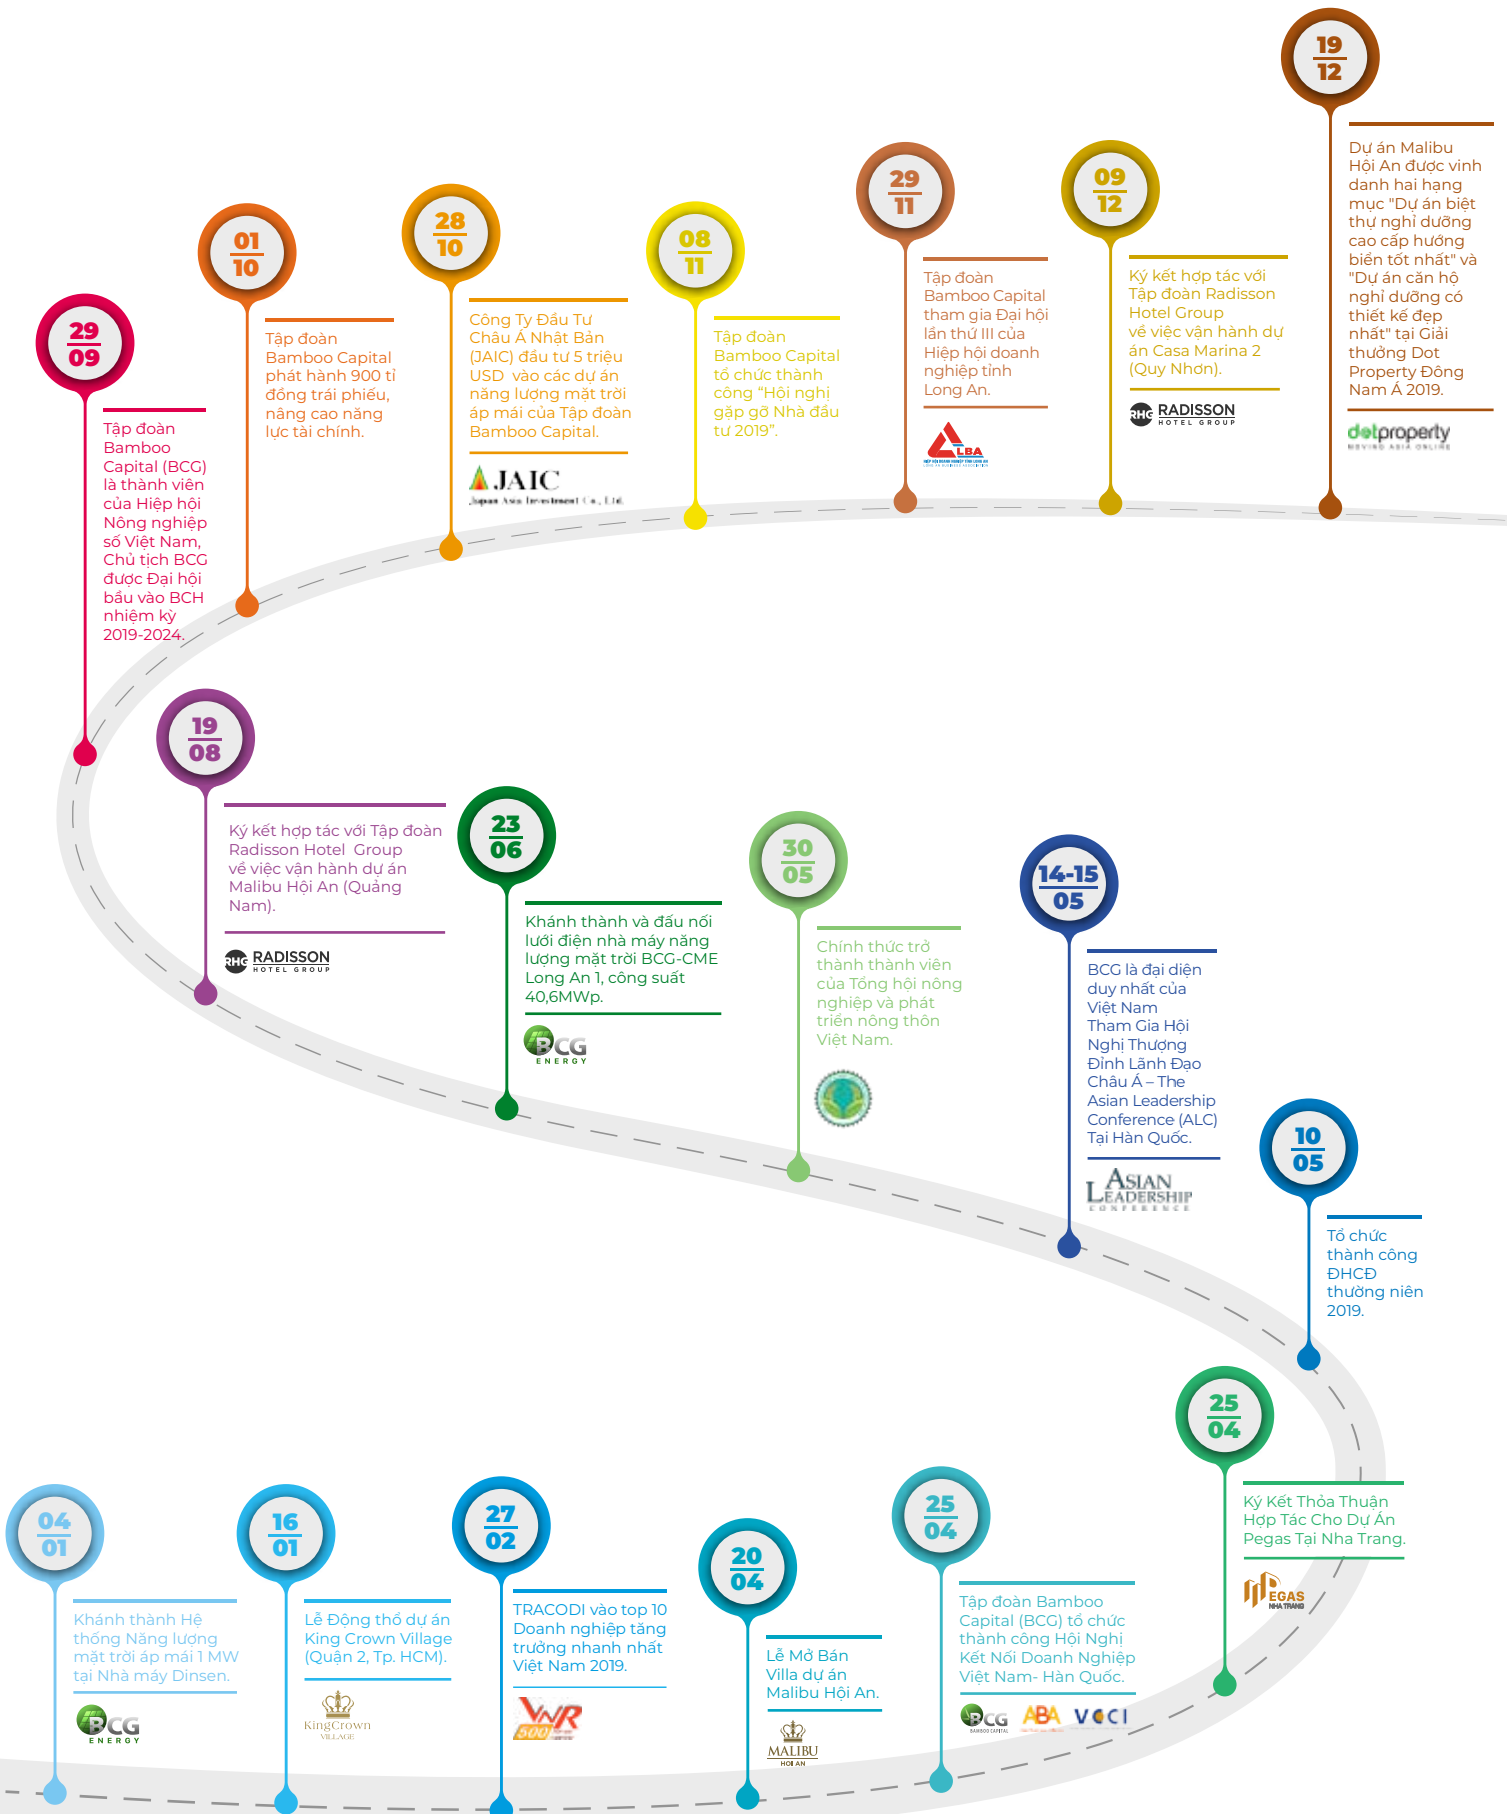 19
12
Dự án Malibu
Hội An được vinh
danh hai hạng
mục "Dự án biệt
thự nghỉ dưỡng
cao cấp hướng
biển tốt nhất" và
"Dự án căn hộ
nghỉ dưỡng có
thiết kế đẹp
nhất" tại Giải
thưởng Dot
Property Đông
Nam Á 2019.
dotproperty
MOVING ASIA ONLINE
09
12
Ký kết hợp tác với
Tập đoàn Radisson
Hotel Group
về việc vận hành dự
án Casa Marina 2
(Quy Nhơn).
RHG RADISSON
HOTEL GROUP
29
11
Tập đoàn
Bamboo Capital
tham gia Đại hội
lần thứ III của
Hiệp hội doanh
nghiệp tỉnh
Long An.
LBA
08
11
Tập đoàn
Bamboo Capital
tổ chức thành
công “Hội nghị
gặp gỡ Nhà đầu
tư 2019”.
28
10
Công Ty Đầu Tư
Châu Á Nhật Bản
(JAIC) đầu tư 5 triệu
USD vào các dự án
năng lượng mặt trời
áp mái của Tập đoàn
Bamboo Capital.
JAIC
Japan Asia Investment Co., Ltd.
01
10
Tập đoàn
Bamboo Capital
phát hành 900 tỉ
đồng trái phiếu,
nâng cao năng
lực tài chính.
29
09
Tập đoàn
Bamboo
Capital (BCG)
là thành viên
của Hiệp hội
Nông nghiệp
số Việt Nam,
Chủ tịch BCG
được Đại hội
bầu vào BCH
nhiệm kỳ
2019-2024.
19
08
Ký kết hợp tác với Tập đoàn
Radisson Hotel Group
về việc vận hành dự án
Malibu Hội An (Quảng
Nam).
RHG RADISSON
HOTEL GROUP
23
06
Khánh thành và đấu nối
lưới điện nhà máy năng
lượng mặt trời BCG-CME
Long An 1, công suất
40,6MWp.
BCG
ENERGY
30
05
Chính thức trở
thành thành viên
của Tổng hội nông
nghiệp và phát
triển nông thôn
Việt Nam.
14-15
05
BCG là đại diện
duy nhất của
Việt Nam
Tham Gia Hội
Nghị Thượng
Đỉnh Lãnh Đạo
Châu Á – The
Asian Leadership
Conference (ALC)
Tại Hàn Quốc.
ASIAN
LEADERSHIP
CONFERENCE
10
05
Tổ chức
thành công
ĐHCĐ
thường niên
2019.
25
04
Ký Kết Thỏa Thuận
Hợp Tác Cho Dự Án
Pegas Tại Nha Trang.
PEGAS
NHA TRANG
25
04
Tập đoàn Bamboo
Capital (BCG) tổ chức
thành công Hội Nghị
Kết Nối Doanh Nghiệp
Việt Nam- Hàn Quốc.
BCG
BAMBOO CAPITAL
ABA
VCCI
20
04
Lễ Mở Bán
Villa dự án
Malibu Hội An.
MALIBU
HOI AN
27
02
TRACODI vào top 10
Doanh nghiệp tăng
trưởng nhanh nhất
Việt Nam 2019.
VNR
500
16
01
Lễ Động thổ dự án
King Crown Village
(Quận 2, Tp. HCM).
KingCrown
VILLAGE
04
01
Khánh thành Hệ
thống Năng lượng
mặt trời áp mái 1 MW
tại Nhà máy Dinsen.
BCG
ENERGY